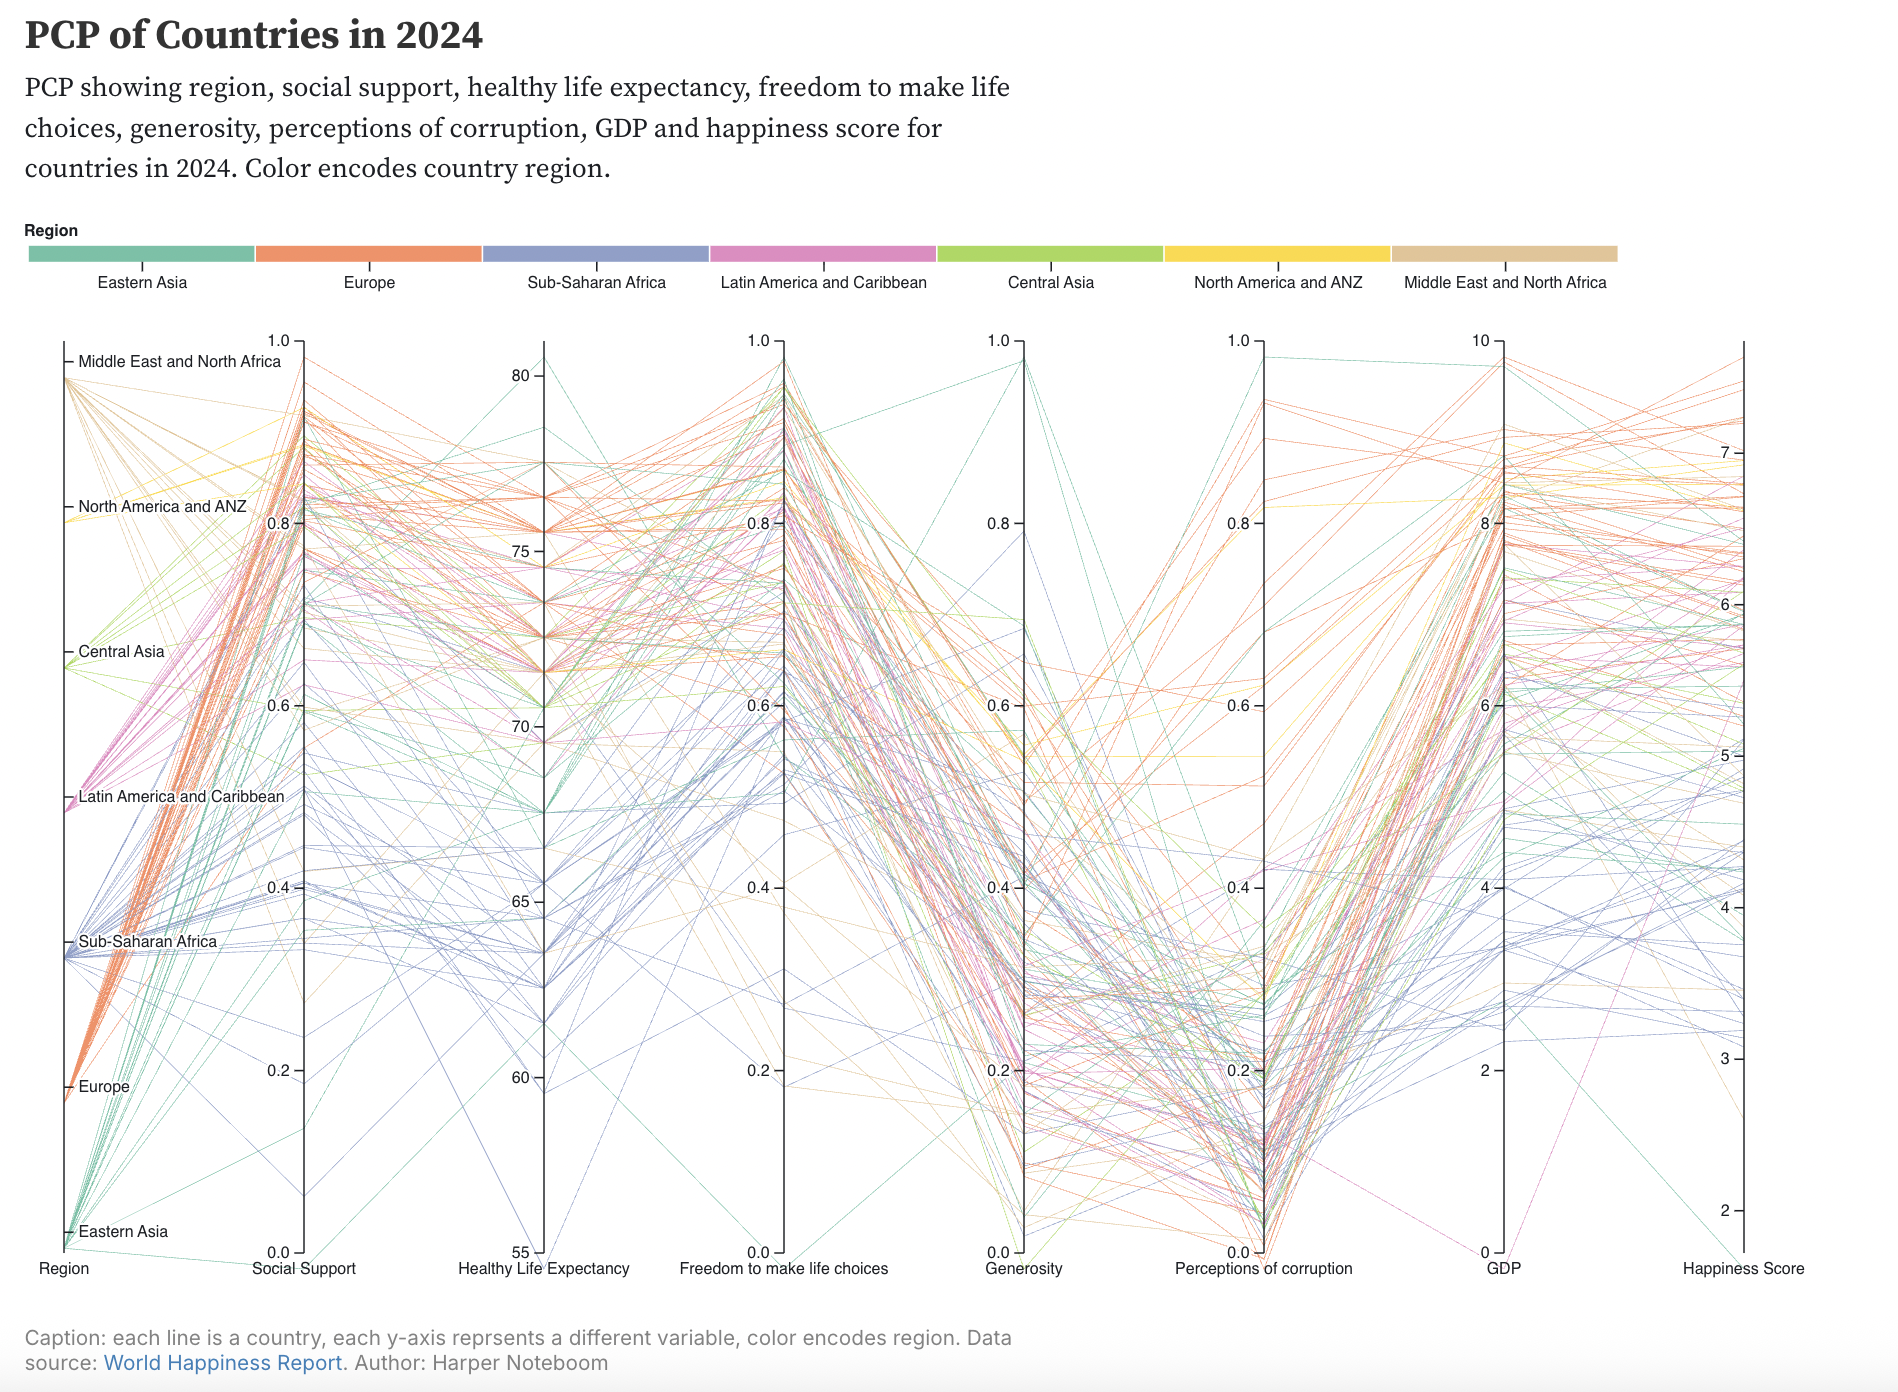 PCP of Countries in 2024
PCP showing region, social support, healthy life expectancy, freedom to make life
choices, generosity, perceptions of corruption, GDP and happiness score for
countries in 2024. Color encodes country region.
Region
Eastern Asia
Europe
Sub-Saharan Africa
Latin America and Caribbean
Central Asia
North America and ANZ
Middle East and North Africa
Middle East and North Africa
North America and ANZ
Central Asia
Latin America and Caribbean
Sub-Saharan Africa
Europe
Eastern Asia
Region
1.0
0.8
0.6
0.4
0.2
0.0
Social Support
80
75
70
65
60
55
Healthy Life Expectancy
1.0
0.8
0.6
0.4
0.2
0.0
Freedom to make life choices
1.0
0.8
0.6
0.4
0.2
0.0
Generosity
1.0
0.8
0.6
0.4
0.2
0.0
Perceptions of corruption
10
8
6
4
2
0
GDP
7
6
5
4
3
2
Happiness Score
Caption: each line is a country, each y-axis reprsents a different variable, color encodes region. Data
source: World Happiness Report. Author: Harper Noteboom